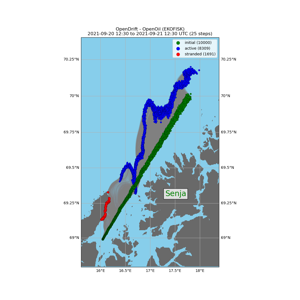 OpenDrift - OpenOil (EKOFISK)
2021-09-20 12:30 to 2021-09-21 12:30 UTC (25 steps)
initial (10000)
active (8309)
stranded (1691)
70.25°N
70.25°N
70°N
70°N
69.75°N
69.75°N
69.5°N
69.5°N
Senja
69.25°N
69.25°N
69°N
69°N
16°E
16.5°E
17°E
17.5°E
18°E